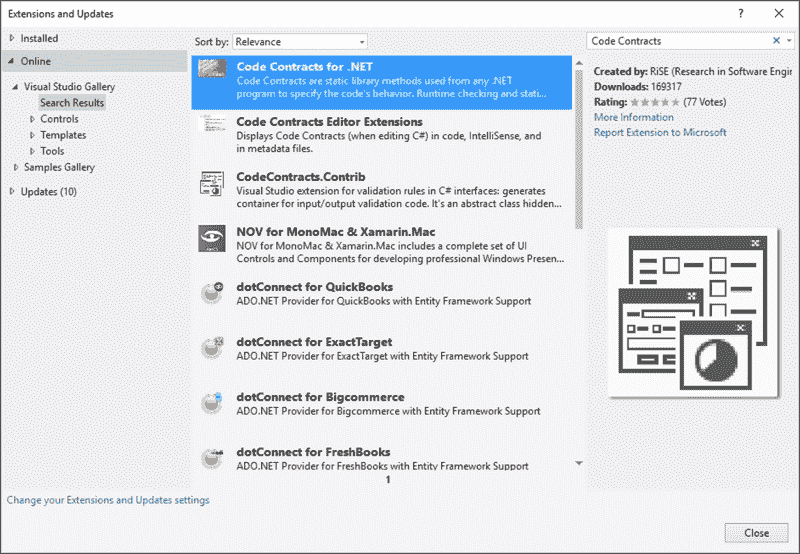 Extensions and Updates
Installed
Online
Visual Studio Gallery
Search Results
Controls
Templates
Tools
Samples Gallery
Updates (10)
Sort by: Relevance
Code Contracts for .NET
Code Contracts are static library methods used from any .NET
program to specify the code's behavior. Runtime checking and stati...
Code Contracts Editor Extensions
Displays Code Contracts (when editing C#) in code, IntelliSense, and
in metadata files.
CodeContracts.Contrib
Visual Studio extension for validation rules in C# interfaces: generates
container for input/output validation code. It's an abstract class hidden...
NOV for MonoMac & Xamarin.Mac
NOV for MonoMac & Xamarin.Mac includes a complete set of UI
Controls and Components for developing professional Windows Presen...
dotConnect for QuickBooks
ADO.NET Provider for QuickBooks with Entity Framework Support
dotConnect for ExactTarget
ADO.NET Provider for ExactTarget with Entity Framework Support
dotConnect for Bigcommerce
ADO.NET Provider for Bigcommerce with Entity Framework Support
dotConnect for FreshBooks
ADO.NET Provider for FreshBooks with Entity Framework Support
1
Code Contracts
Created by: RiSE (Research in Software Engir
Downloads: 169317
Rating: ★★★★★ (77 Votes)
More Information
Report Extension to Microsoft
Change your Extensions and Updates settings
Close